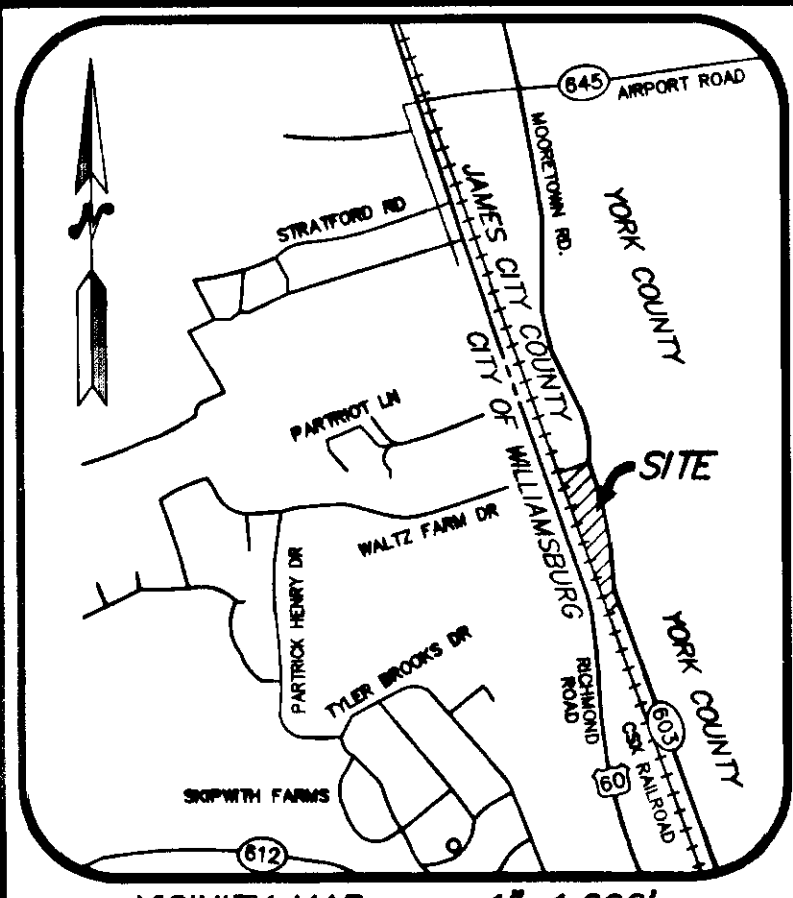 645
AIRPORT ROAD
MOORETOWN RD.
YORK COUNTY
N
STRATFORD RD
JAMES CITY COUNTY
CITY OF WILLIAMSBURG
PARTRIOT LN
SITE
WALTZ FARM DR
PARTRICK HENRY DR
TYLER BROOKS DR
RICHMOND
ROAD
YORK COUNTY
603
CSX RAILROAD
60
SKIPWITH FARMS
612